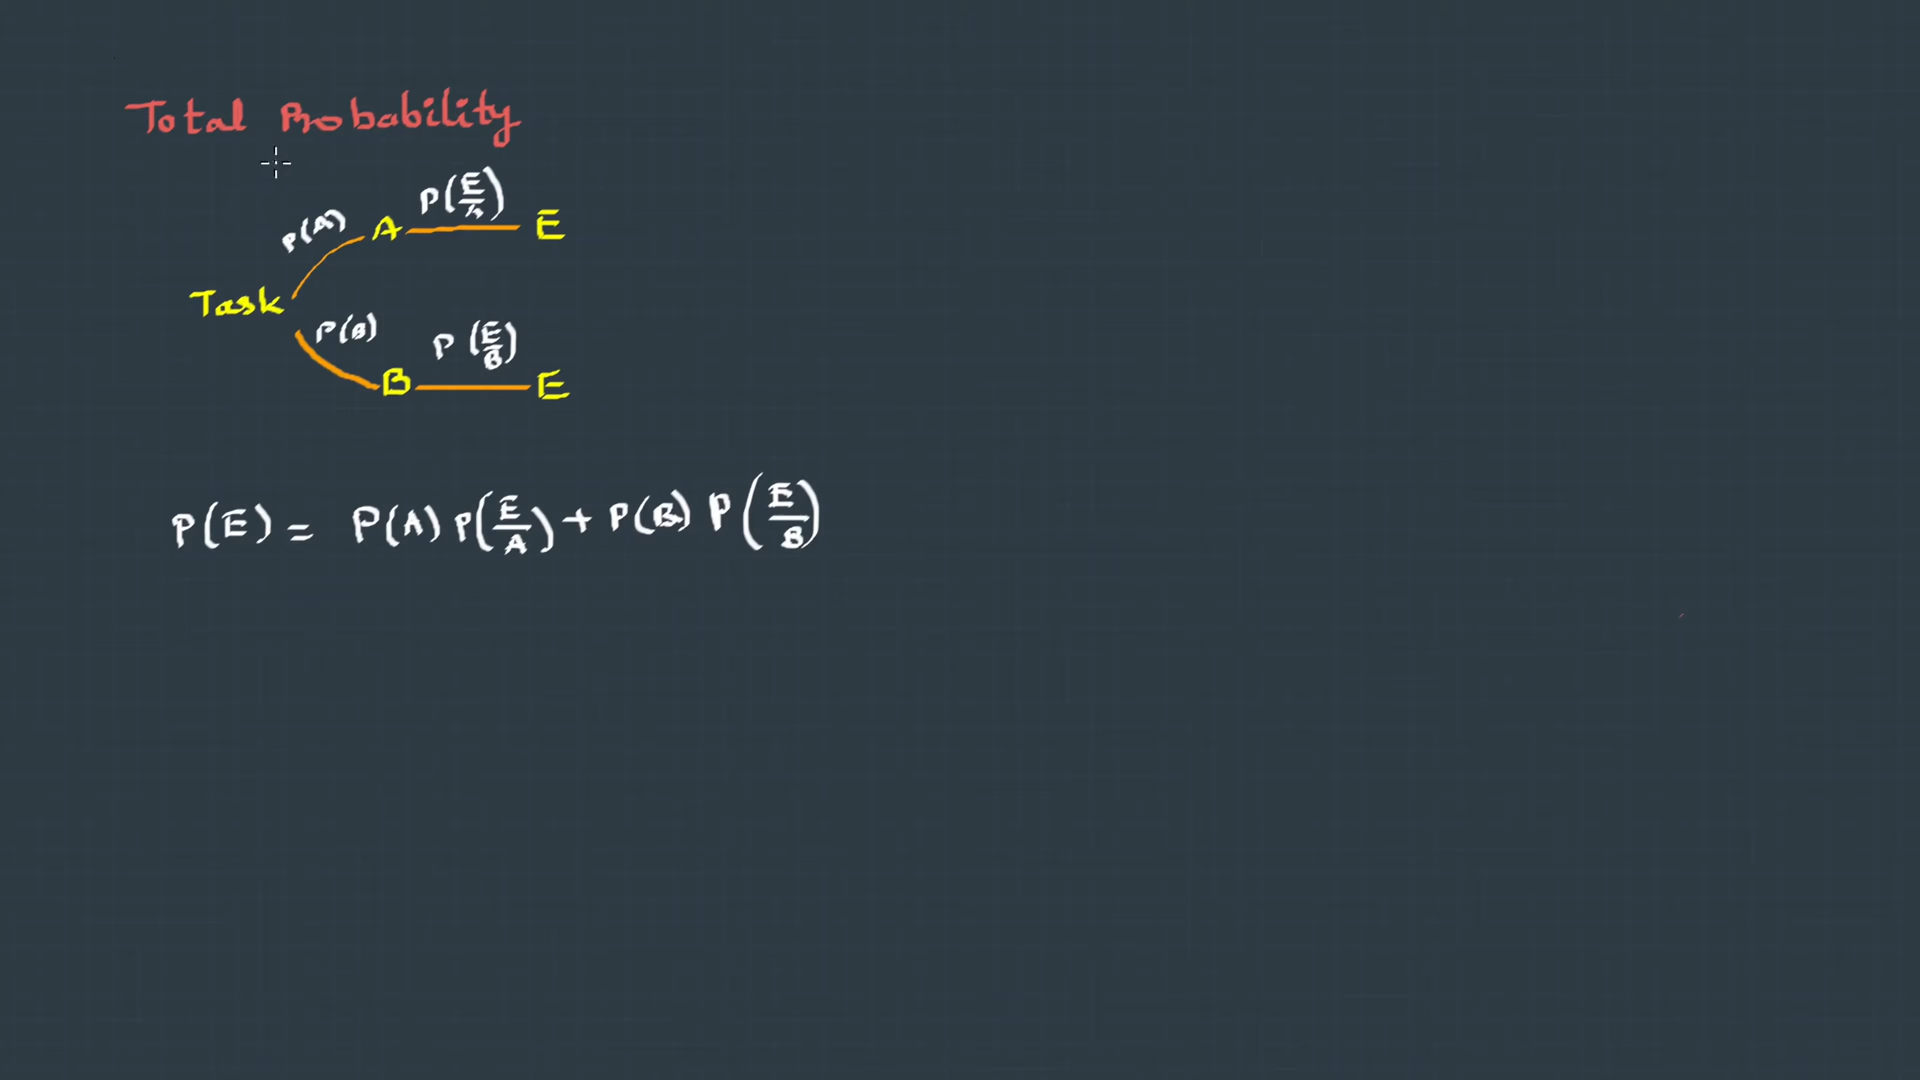 Total Probability
P(A) A P(E/A) E
Task
P(B) B P(E/B) E
P(E) = P(A) P(E/A) + P(B) P(E/B)